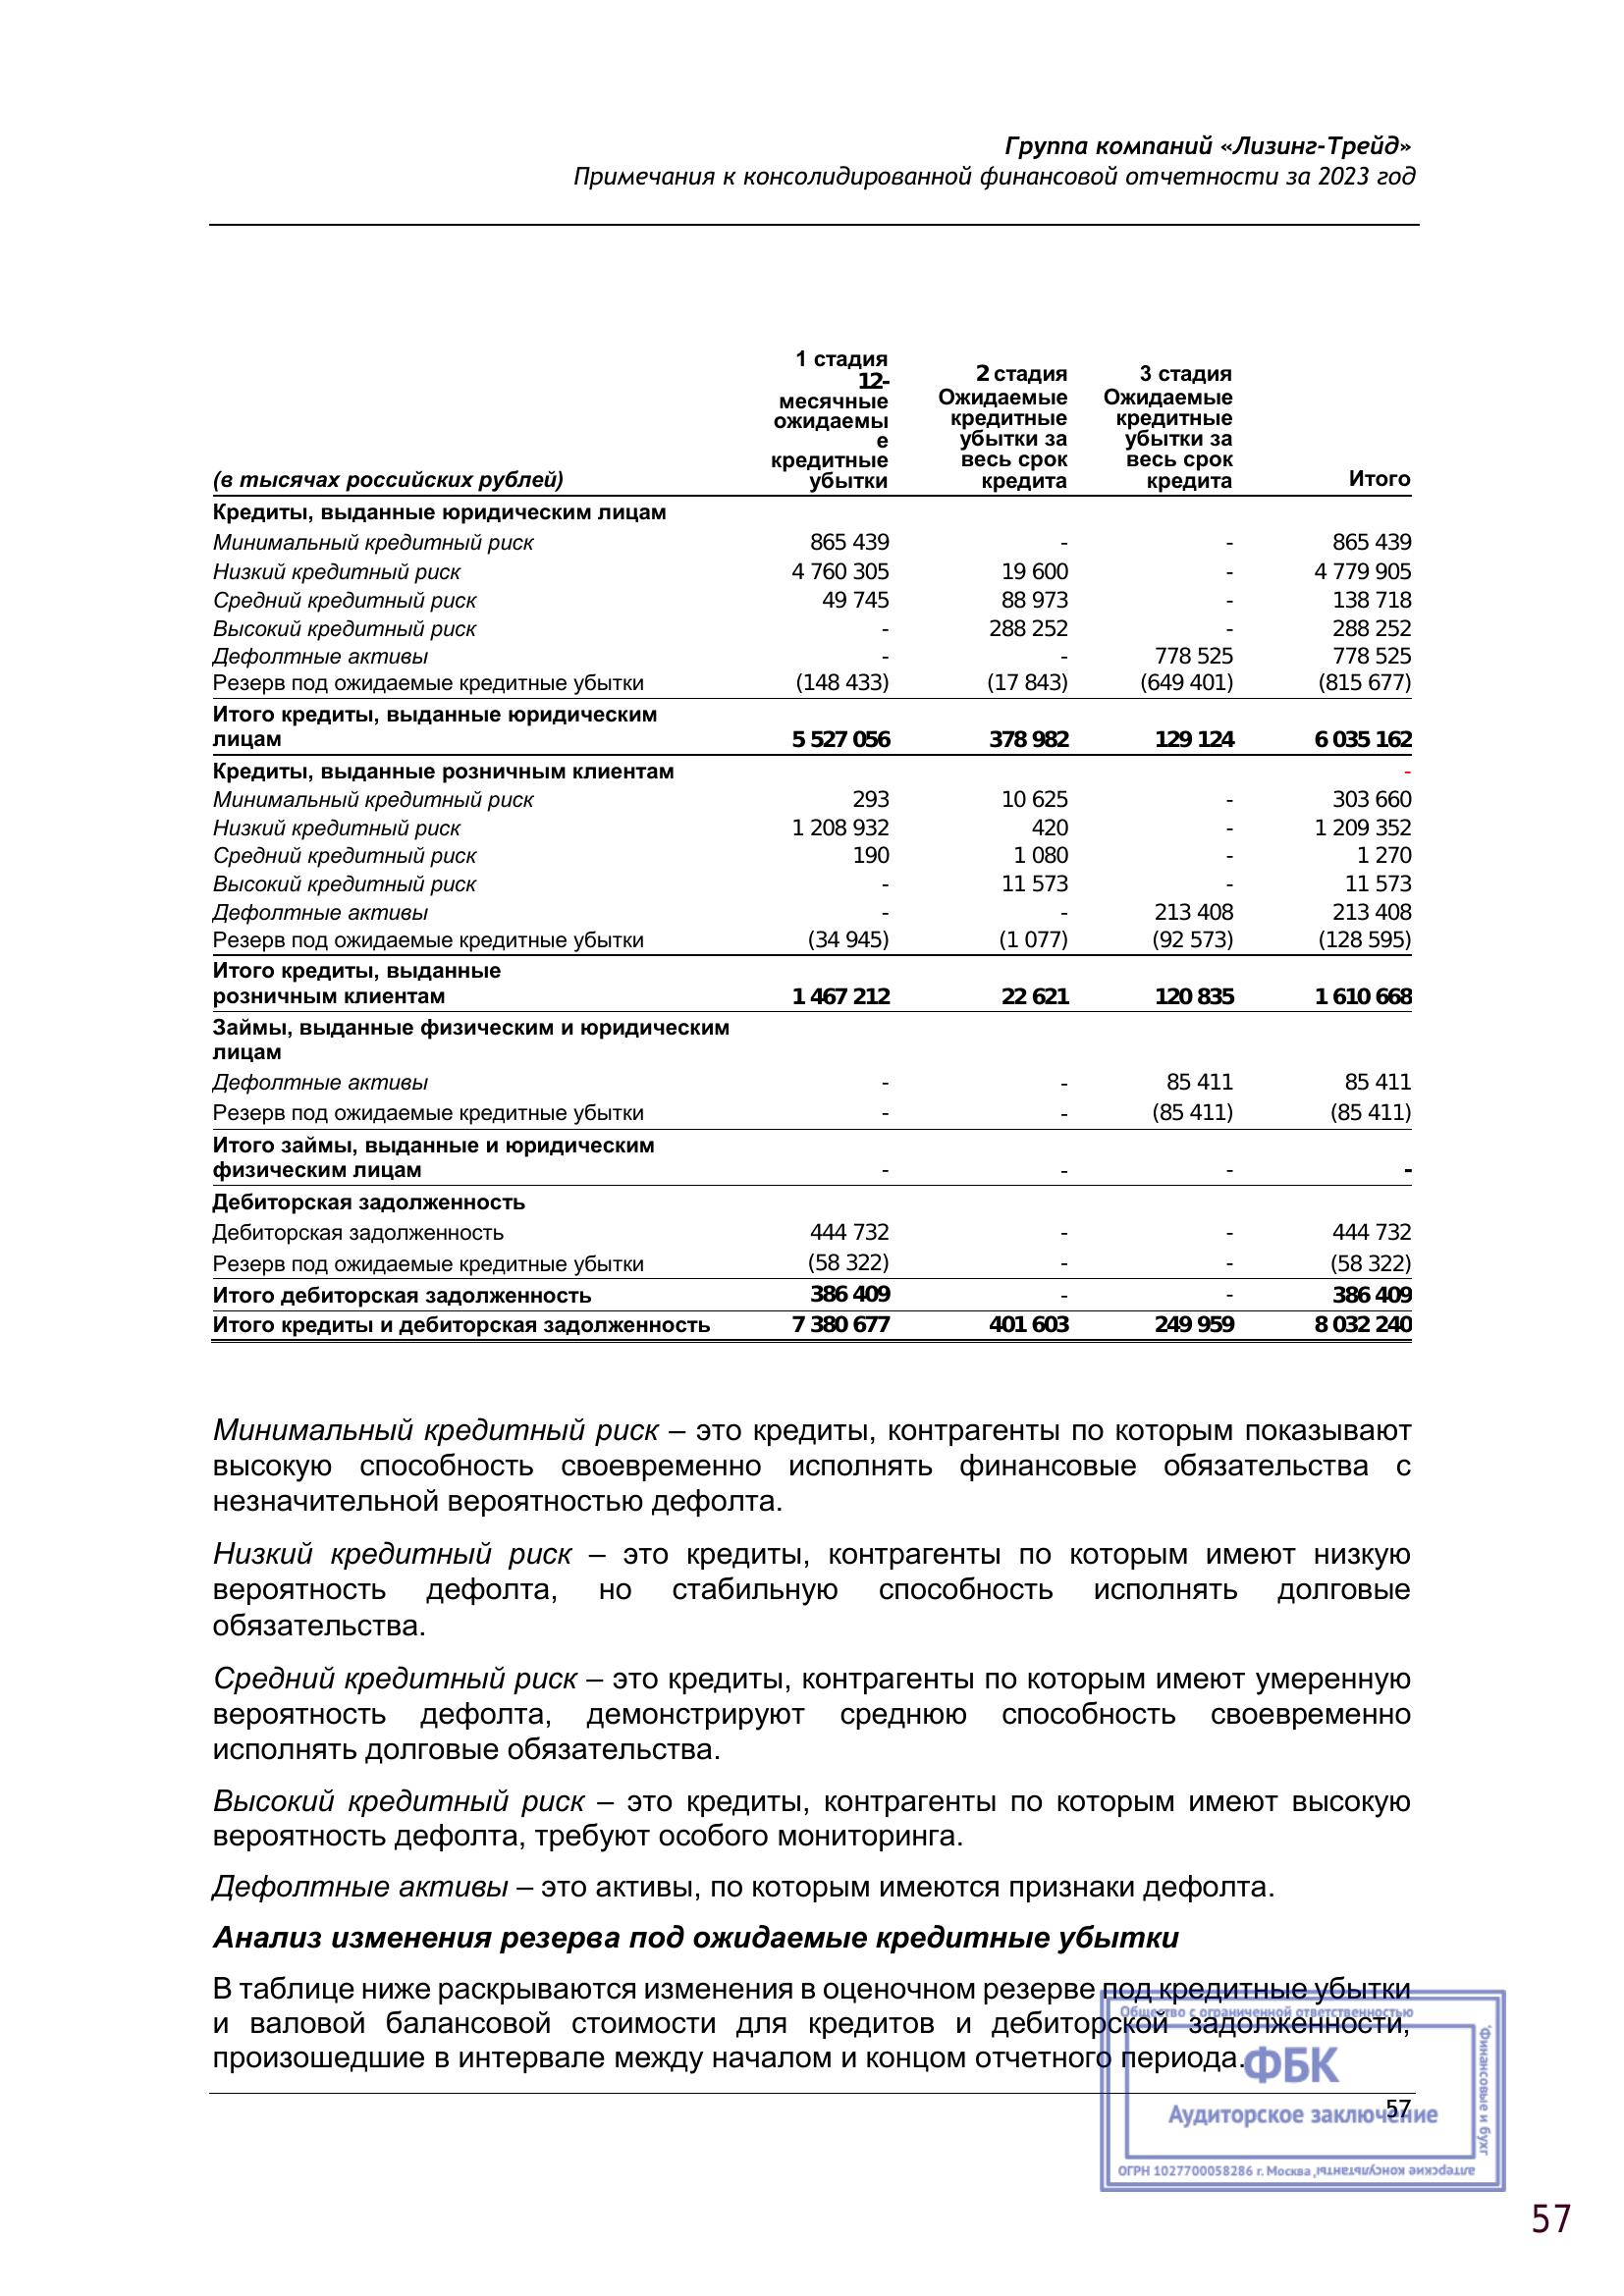 Группа компаний «Лизинг-Трейд»
Примечания к консолидированной финансовой отчетности за 2023 год
(в тысячах российских рублей)
1 стадия
12-
месячные
ожидаемы
е
кредитные
убытки
2 стадия
Ожидаемые
кредитные
убытки за
весь срок
кредита
3 стадия
Ожидаемые
кредитные
убытки за
весь срок
кредита
Итого
Кредиты, выданные юридическим лицам
Минимальный кредитный риск 865 439 - - 865 439
Низкий кредитный риск 4 760 305 19 600 - 4 779 905
Средний кредитный риск 49 745 88 973 - 138 718
Высокий кредитный риск - 288 252 - 288 252
Дефолтные активы - - 778 525 778 525
Резерв под ожидаемые кредитные убытки (148 433) (17 843) (649 401) (815 677)
Итого кредиты, выданные юридическим
лицам 5 527 056 378 982 129 124 6 035 162
Кредиты, выданные розничным клиентам -
Минимальный кредитный риск 293 10 625 - 303 660
Низкий кредитный риск 1 208 932 420 - 1 209 352
Средний кредитный риск 190 1 080 - 1 270
Высокий кредитный риск - 11 573 - 11 573
Дефолтные активы - - 213 408 213 408
Резерв под ожидаемые кредитные убытки (34 945) (1 077) (92 573) (128 595)
Итого кредиты, выданные
розничным клиентам 1 467 212 22 621 120 835 1 610 668
Займы, выданные физическим и юридическим
лицам
Дефолтные активы - - 85 411 85 411
Резерв под ожидаемые кредитные убытки - - (85 411) (85 411)
Итого займы, выданные и юридическим
физическим лицам - - - -
Дебиторская задолженность
Дебиторская задолженность 444 732 - - 444 732
Резерв под ожидаемые кредитные убытки (58 322) - - (58 322)
Итого дебиторская задолженность 386 409 - - 386 409
Итого кредиты и дебиторская задолженность 7 380 677 401 603 249 959 8 032 240
Минимальный кредитный риск – это кредиты, контрагенты по которым показывают
высокую способность своевременно исполнять финансовые обязательства с
незначительной вероятностью дефолта.
Низкий кредитный риск – это кредиты, контрагенты по которым имеют низкую
вероятность дефолта, но стабильную способность исполнять долговые
обязательства.
Средний кредитный риск – это кредиты, контрагенты по которым имеют умеренную
вероятность дефолта, демонстрируют среднюю способность своевременно
исполнять долговые обязательства.
Высокий кредитный риск – это кредиты, контрагенты по которым имеют высокую
вероятность дефолта, требуют особого мониторинга.
Дефолтные активы – это активы, по которым имеются признаки дефолта.
Анализ изменения резерва под ожидаемые кредитные убытки
В таблице ниже раскрываются изменения в оценочном резерве под кредитные убытки
и валовой балансовой стоимости для кредитов и дебиторской задолженности,
произошедшие в интервале между началом и концом отчетного периода.
Общество с ограниченной ответственностью
"Финансовые и бухг
алтерские консультанты,
ФБК
Аудиторское заключение
ОГРН 1027700058286 г. Москва
57
57